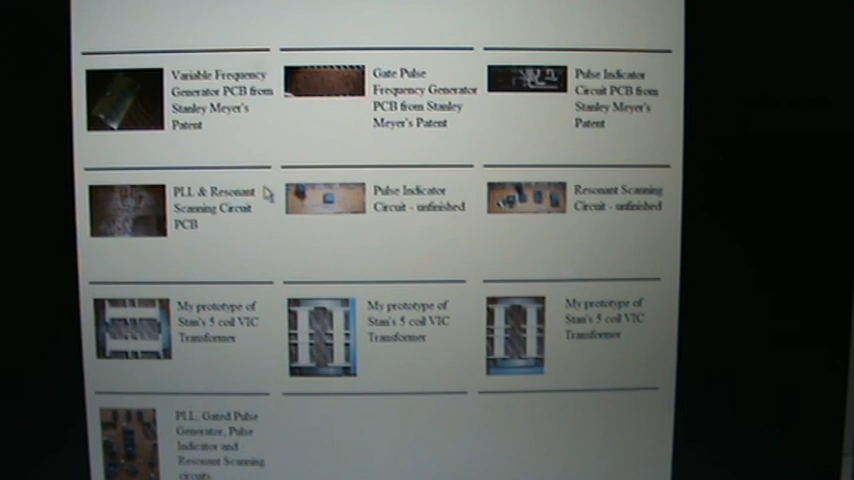 Variable Frequency
Generator PCB from
Stanley Meyer's
Patent
Gate Pulse
Frequency Generator
PCB from Stanley
Meyer's Patent
Pulse Indicator
Circuit PCB from
Stanley Meyer's
Patent
PLL & Resonant
Scanning Circuit
PCB
Pulse Indicator
Circuit - unfinished
Resonant Scanning
Circuit - unfinished
My prototype of
Stan's 5 coil VIC
Transformer
My prototype of
Stan's 5 coil VIC
Transformer
My prototype of
Stan's 5 coil VIC
Transformer
PLL, Gated Pulse
Generator, Pulse
Indicator and
Resonant Scanning
circuits.